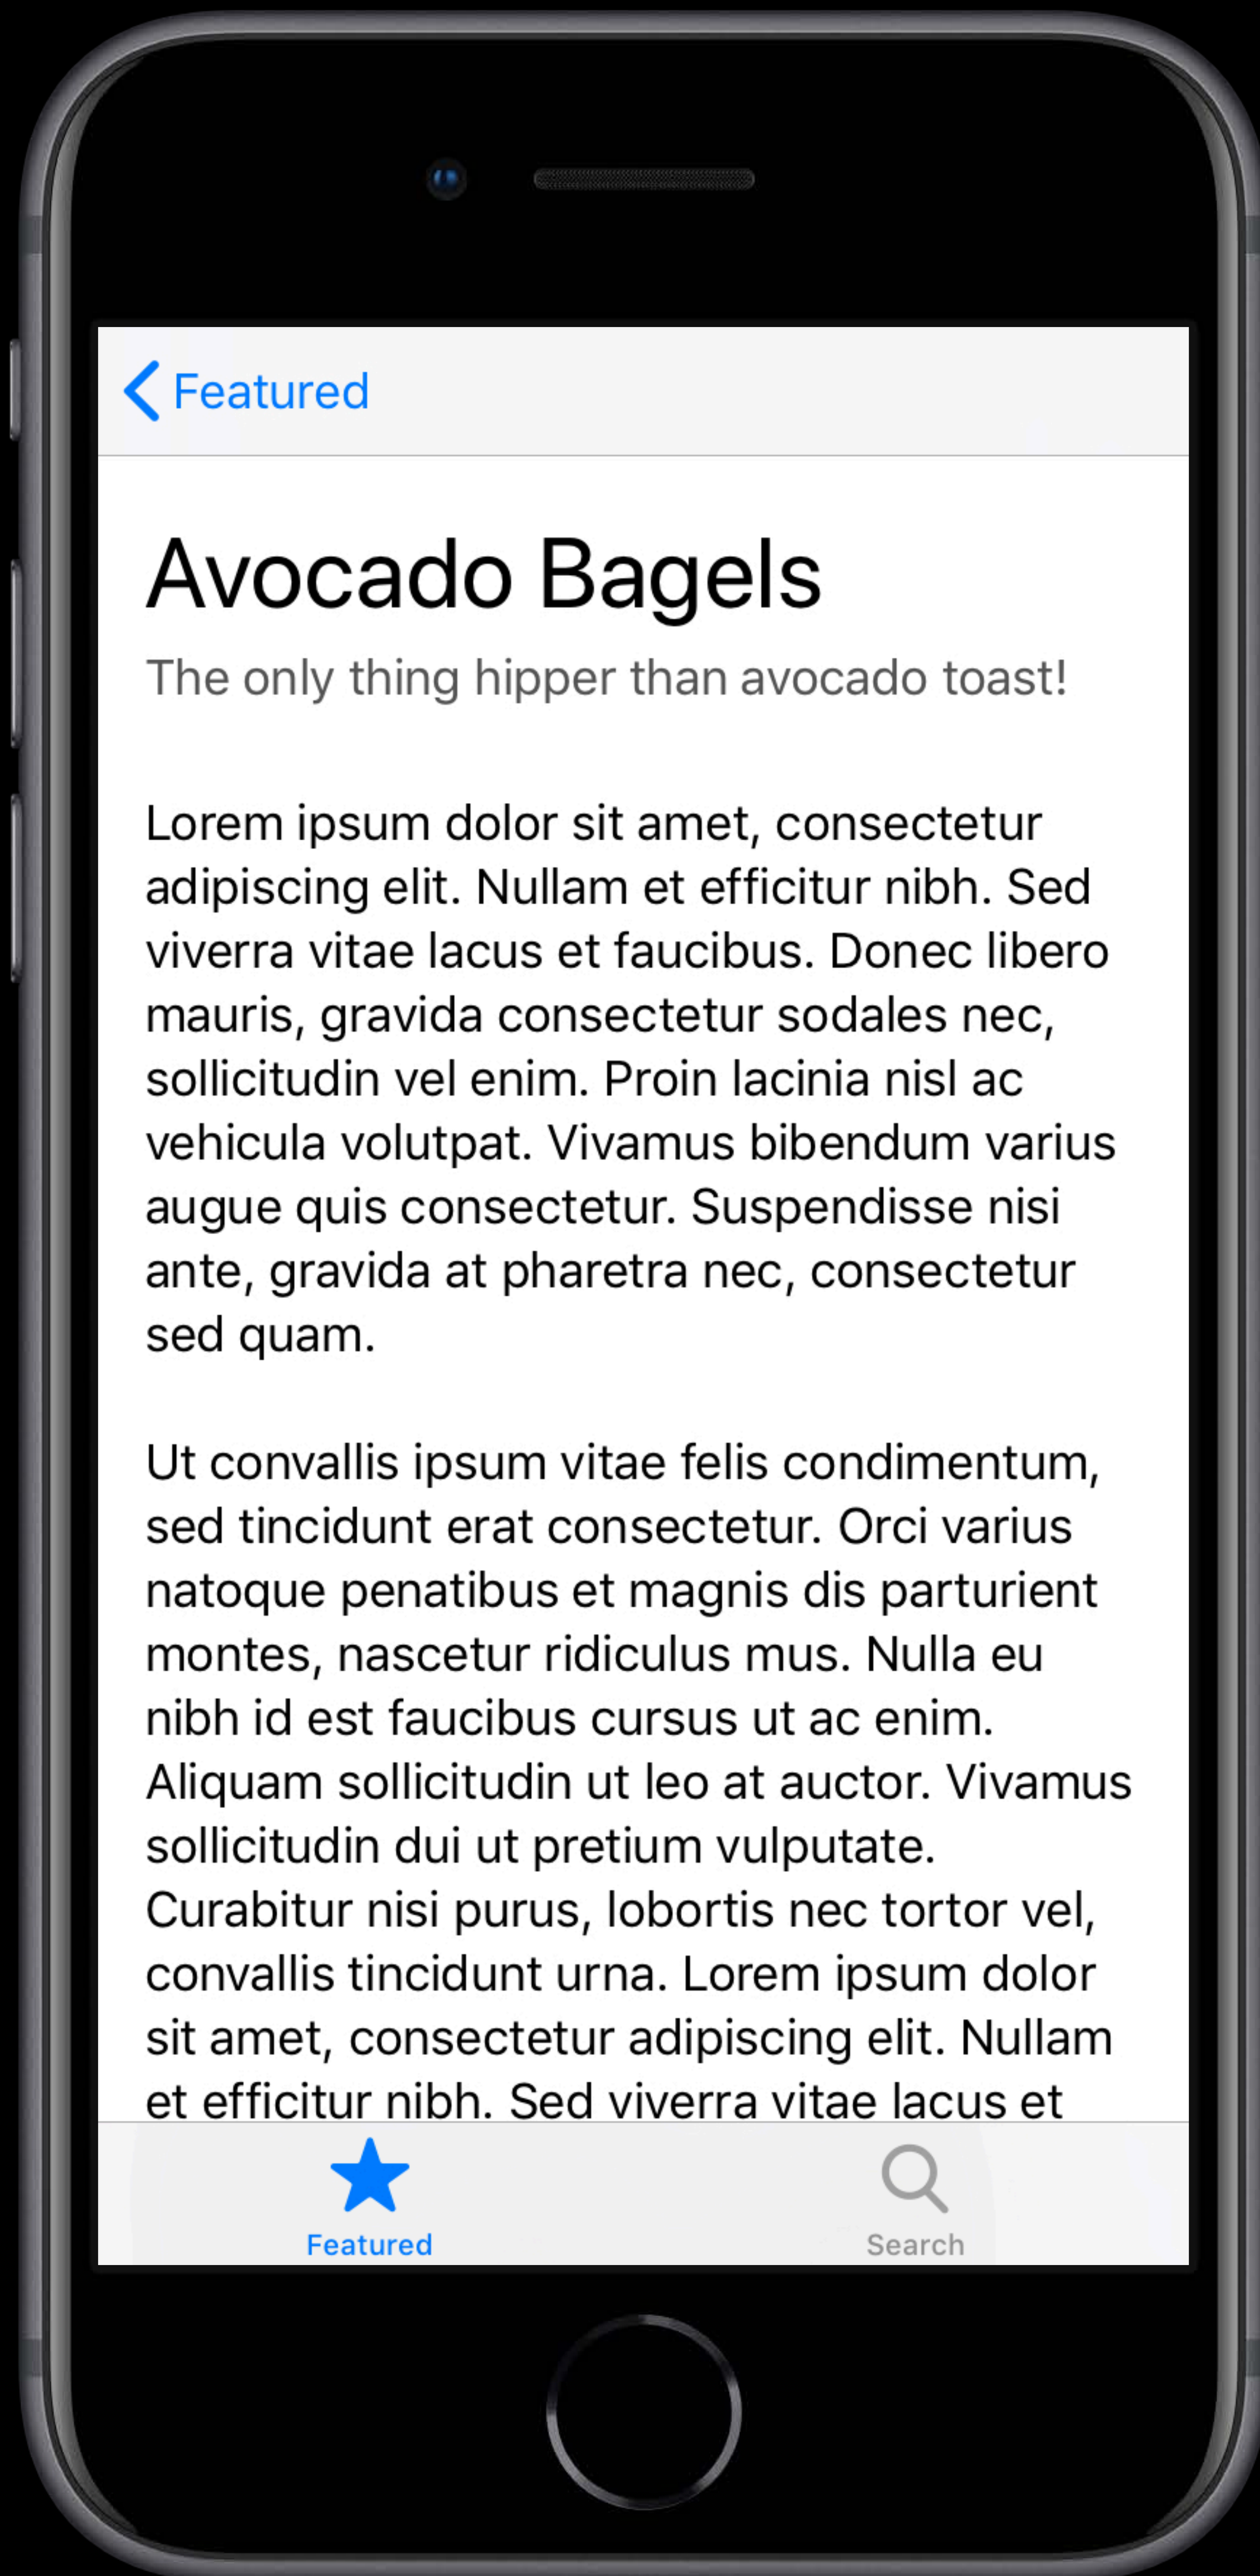 Featured
Avocado Bagels
The only thing hipper than avocado toast!
Lorem ipsum dolor sit amet, consectetur
adipiscing elit. Nullam et efficitur nibh. Sed
viverra vitae lacus et faucibus. Donec libero
mauris, gravida consectetur sodales nec,
sollicitudin vel enim. Proin lacinia nisl ac
vehicula volutpat. Vivamus bibendum varius
augue quis consectetur. Suspendisse nisi
ante, gravida at pharetra nec, consectetur
sed quam.
Ut convallis ipsum vitae felis condimentum,
sed tincidunt erat consectetur. Orci varius
natoque penatibus et magnis dis parturient
montes, nascetur ridiculus mus. Nulla eu
nibh id est faucibus cursus ut ac enim.
Aliquam sollicitudin ut leo at auctor. Vivamus
sollicitudin dui ut pretium vulputate.
Curabitur nisi purus, lobortis nec tortor vel,
convallis tincidunt urna. Lorem ipsum dolor
sit amet, consectetur adipiscing elit. Nullam
et efficitur nibh. Sed viverra vitae lacus et
Featured
Search